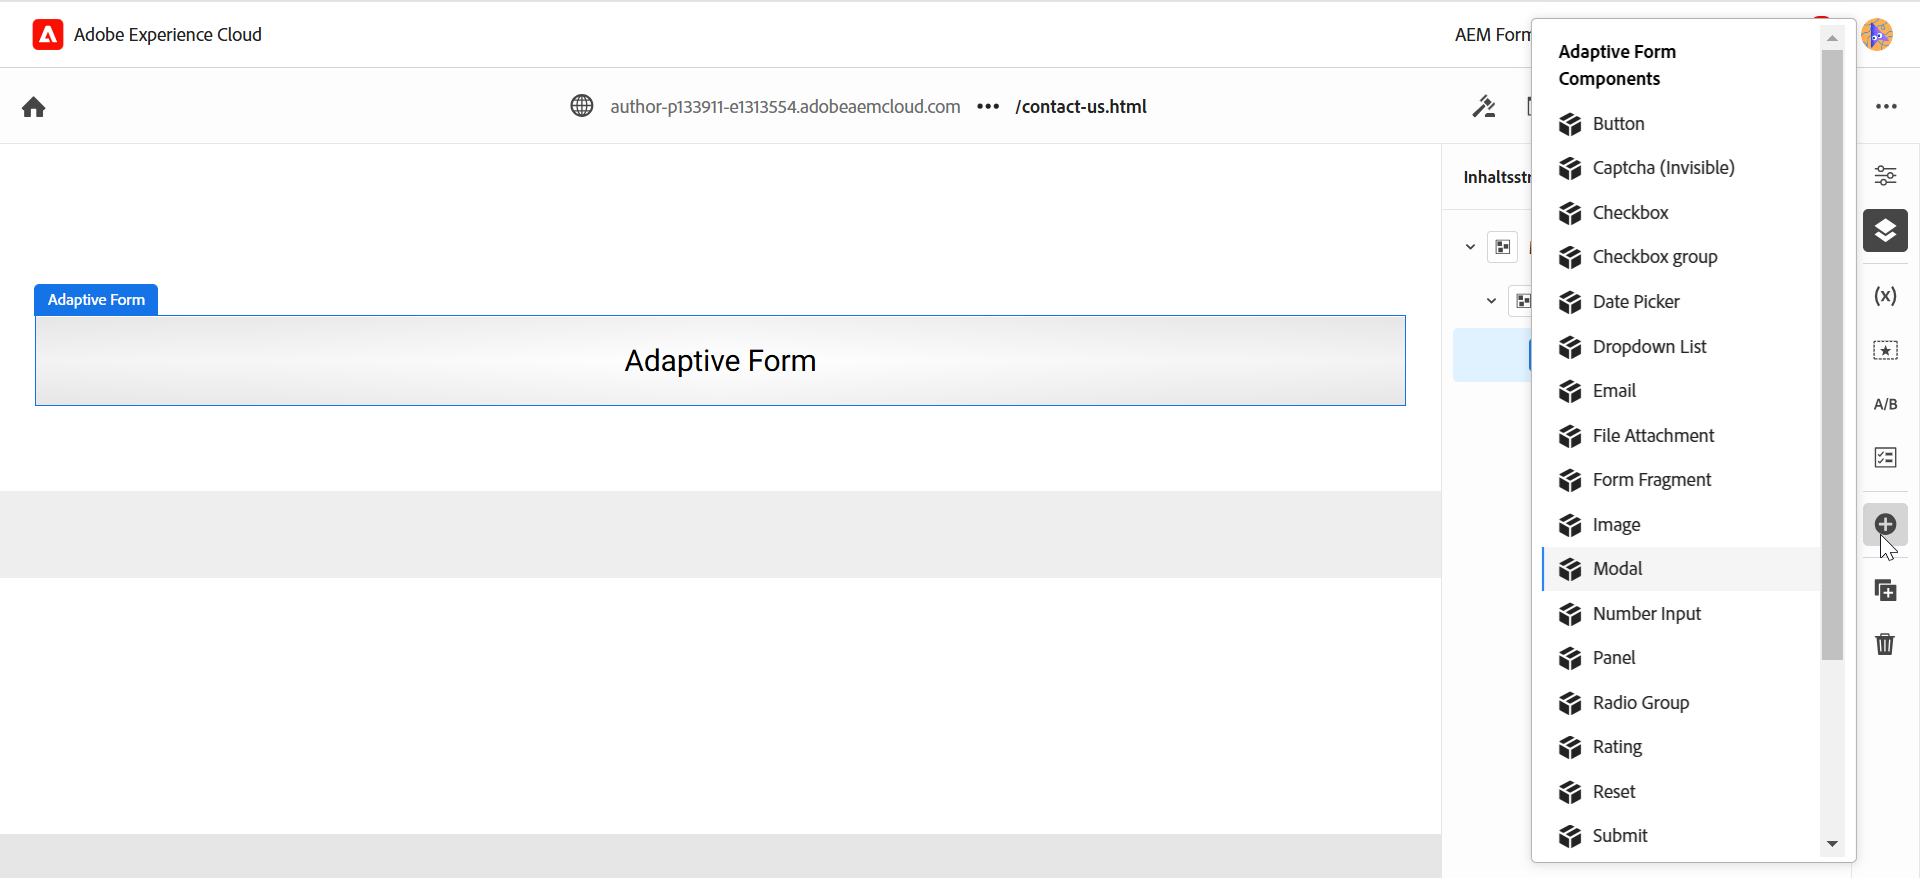 Adobe Experience Cloud
AEM Form
author-p133911-e1313554.adobeaemcloud.com ••• /contact-us.html
Adaptive Form
Adaptive Form
Inhaltsstr
Adaptive Form
Components
Button
Captcha (Invisible)
Checkbox
Checkbox group
Date Picker
Dropdown List
Email
File Attachment
Form Fragment
Image
Modal
Number Input
Panel
Radio Group
Rating
Reset
Submit
(x)
A/B